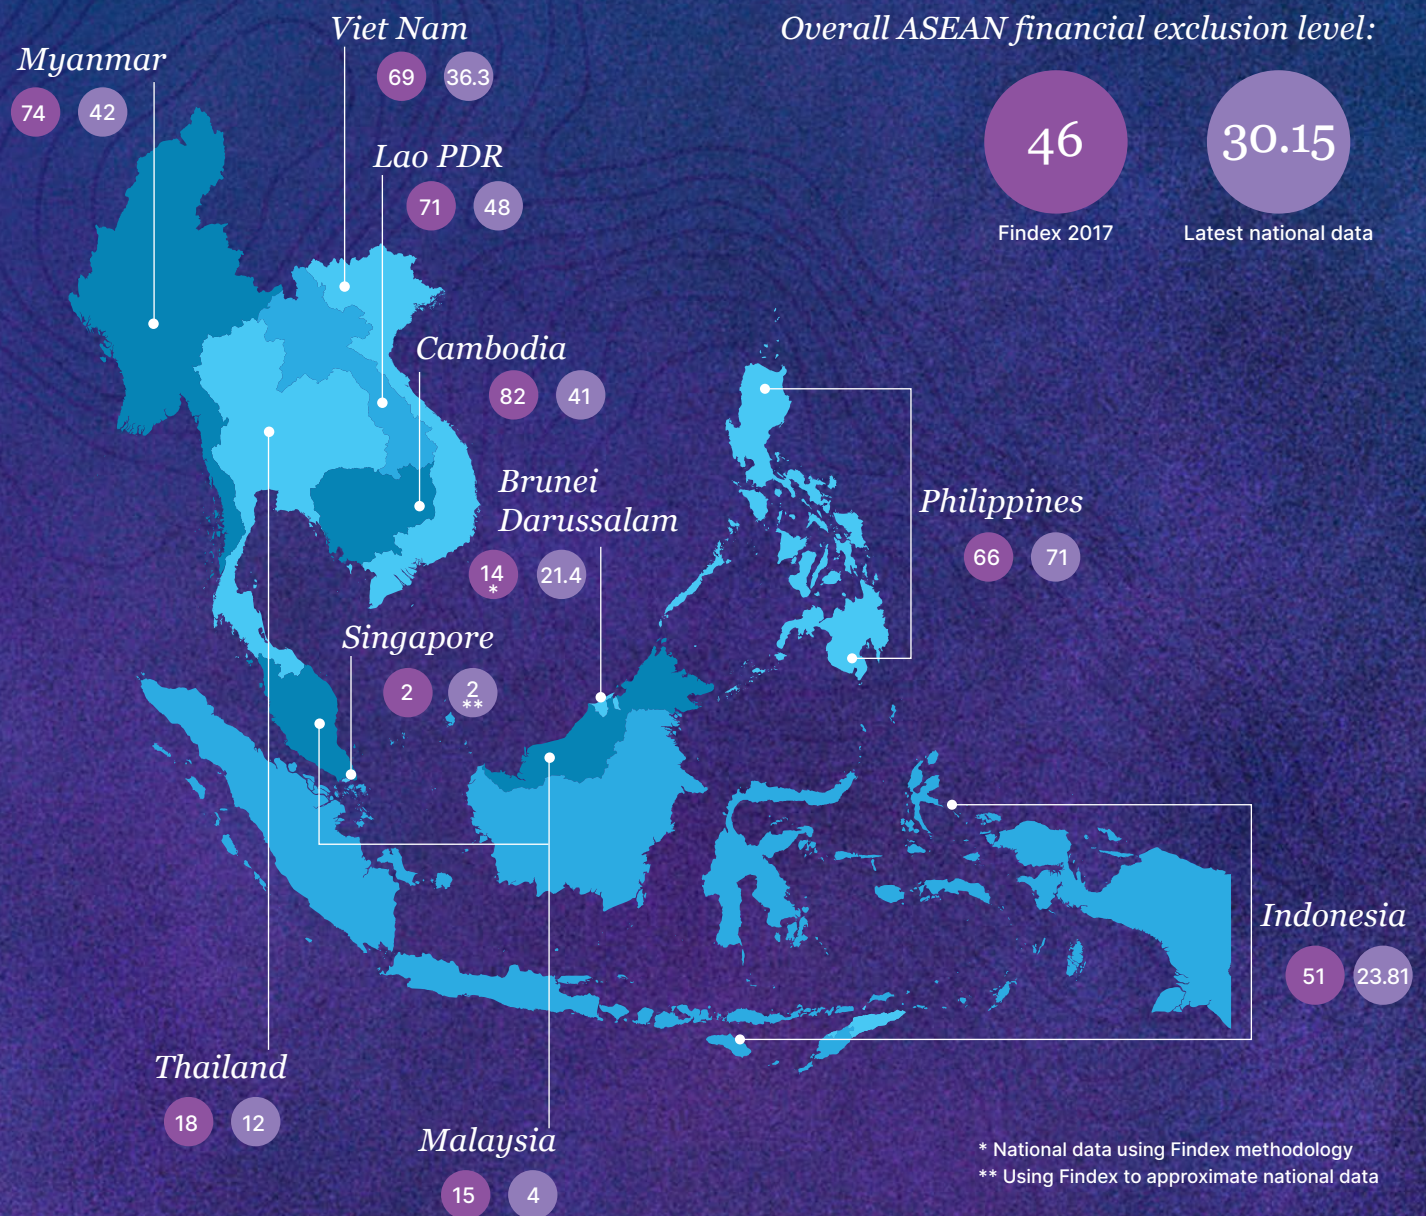 Overall ASEAN financial exclusion level:
46
30.15
Findex 2017
Latest national data
Viet Nam
69
36.3
Myanmar
74
42
Lao PDR
71
48
Cambodia
82
41
Brunei
Darussalam
14
*
21.4
Philippines
66
71
Singapore
2
2
**
Indonesia
51
23.81
Thailand
18
12
Malaysia
15
4
* National data using Findex methodology
** Using Findex to approximate national data